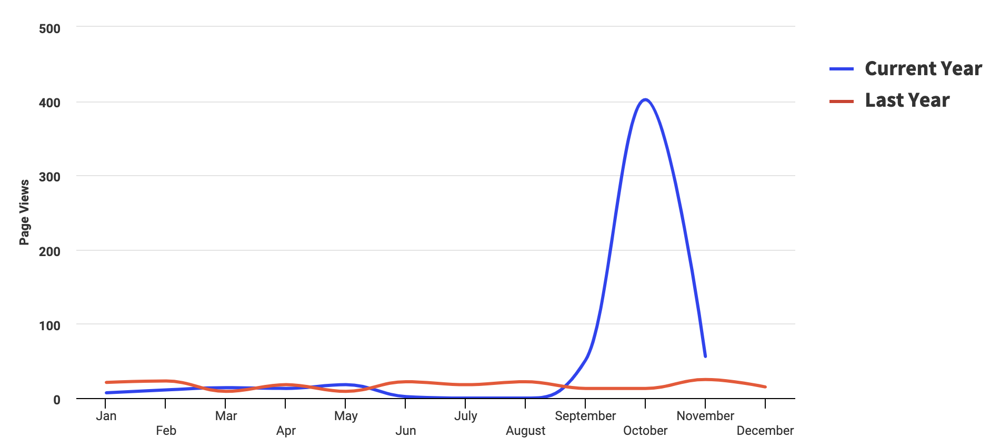 500
400
300
200
100
0
Page Views
Jan
Feb
Mar
Apr
May
Jun
July
August
September
October
November
December
Current Year
Last Year